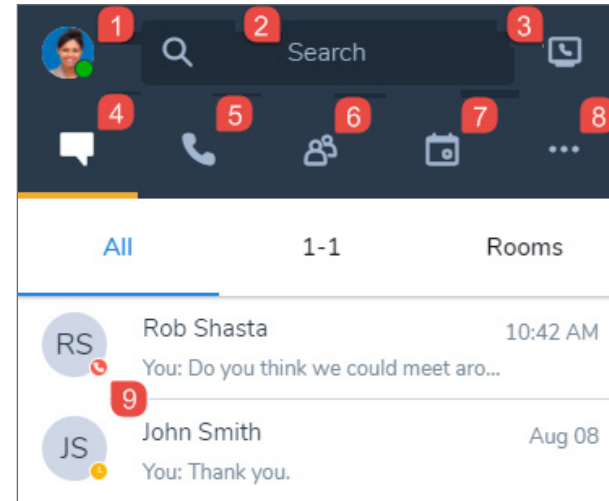 1 2 Search 3
4 5 6 7 8
All 1-1 Rooms
RS Rob Shasta 10:42 AM
You: Do you think we could meet aro...
9
JS John Smith Aug 08
You: Thank you.